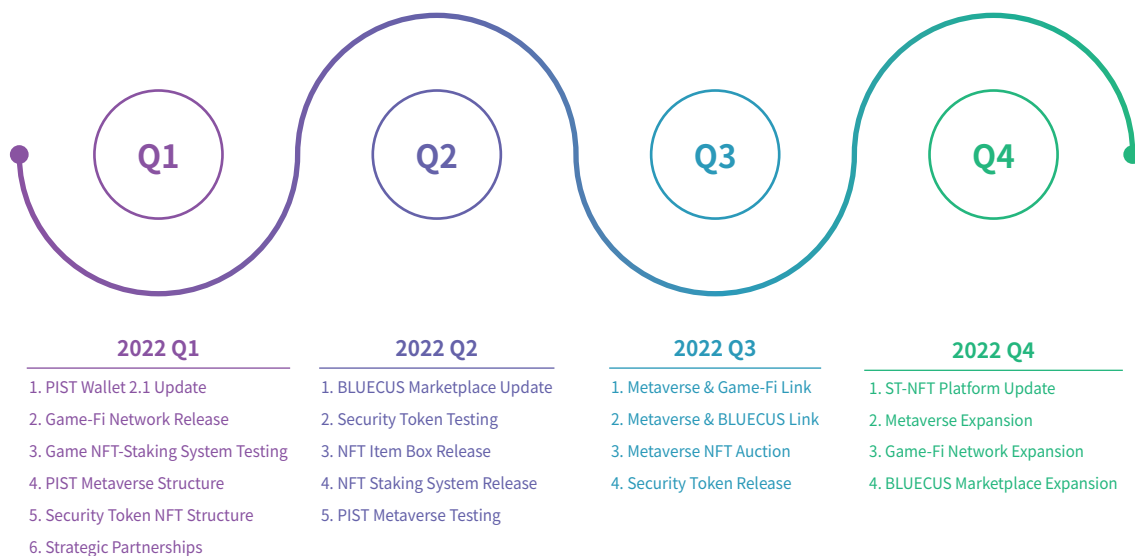 Q1
Q2
Q3
Q4
2022 Q1
1. PIST Wallet 2.1 Update
2. Game-Fi Network Release
3. Game NFT-Staking System Testing
4. PIST Metaverse Structure
5. Security Token NFT Structure
6. Strategic Partnerships
2022 Q2
1. BLUECUS Marketplace Update
2. Security Token Testing
3. NFT Item Box Release
4. NFT Staking System Release
5. PIST Metaverse Testing
2022 Q3
1. Metaverse & Game-Fi Link
2. Metaverse & BLUECUS Link
3. Metaverse NFT Auction
4. Security Token Release
2022 Q4
1. ST-NFT Platform Update
2. Metaverse Expansion
3. Game-Fi Network Expansion
4. BLUECUS Marketplace Expansion